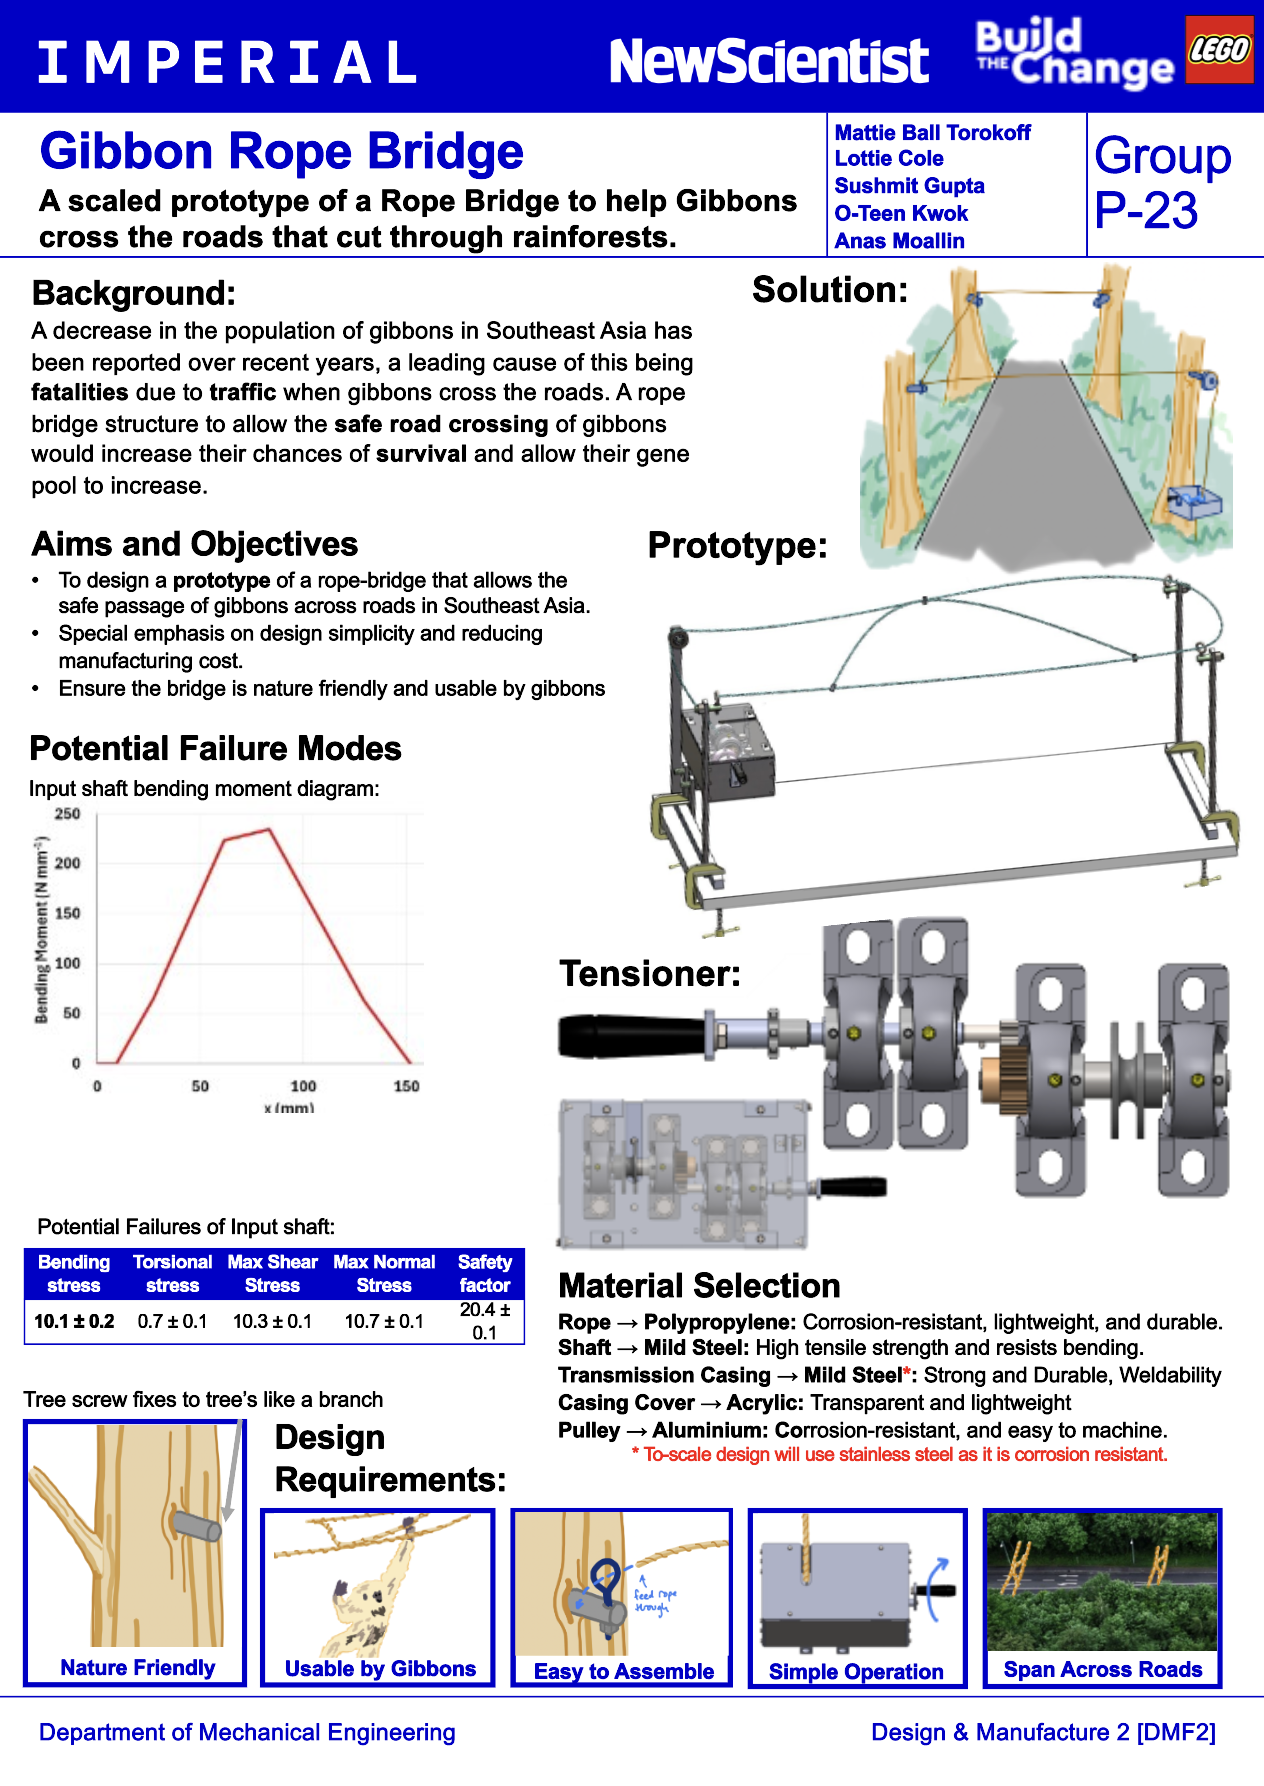 IMPERIAL
NewScientist
Build
THE
Change
LEGO
Gibbon Rope Bridge
A scaled prototype of a Rope Bridge to help Gibbons
cross the roads that cut through rainforests.
Mattie Ball Torokoff
Lottie Cole
Sushmit Gupta
O-Teen Kwok
Anas Moallin
Group
P-23
Background:
A decrease in the population of gibbons in Southeast Asia has
been reported over recent years, a leading cause of this being
fatalities due to traffic when gibbons cross the roads. A rope
bridge structure to allow the safe road crossing of gibbons
would increase their chances of survival and allow their gene
pool to increase.
Solution:
Aims and Objectives
• To design a prototype of a rope-bridge that allows the
safe passage of gibbons across roads in Southeast Asia.
• Special emphasis on design simplicity and reducing
manufacturing cost.
• Ensure the bridge is nature friendly and usable by gibbons
Prototype:
Potential Failure Modes
Input shaft bending moment diagram:
Bending Moment (N mm⁻¹)
250
200
150
100
50
0
0 50 100 150
x (mm)
Tensioner:
Potential Failures of Input shaft:
Bending stress Torsional stress Max Shear Stress Max Normal Stress Safety factor
10.1 ± 0.2 0.7 ± 0.1 10.3 ± 0.1 10.7 ± 0.1 20.4 ± 0.1
Material Selection
Rope → Polypropylene: Corrosion-resistant, lightweight, and durable.
Shaft → Mild Steel: High tensile strength and resists bending.
Transmission Casing → Mild Steel*: Strong and Durable, Weldability
Casing Cover → Acrylic: Transparent and lightweight
Pulley → Aluminium: Corrosion-resistant, and easy to machine.
* To-scale design will use stainless steel as it is corrosion resistant.
Tree screw fixes to tree's like a branch
Design
Requirements:
feed rope
through
Nature Friendly
Usable by Gibbons
Easy to Assemble
Simple Operation
Span Across Roads
Department of Mechanical Engineering
Design & Manufacture 2 [DMF2]